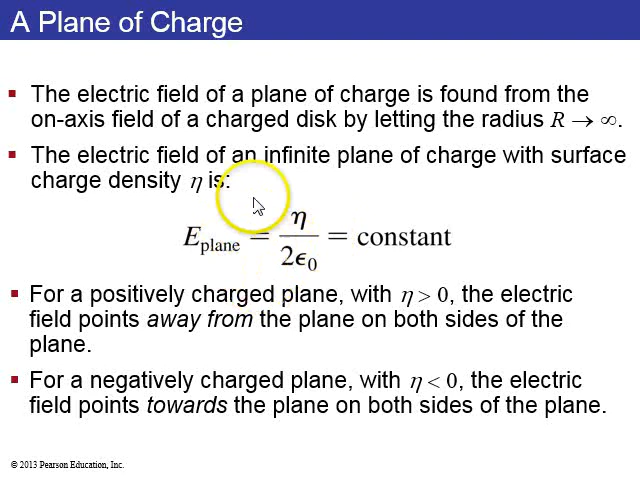 A Plane of Charge
▪ The electric field of a plane of charge is found from the
on-axis field of a charged disk by letting the radius R → ∞.
▪ The electric field of an infinite plane of charge with surface
charge density η is:
E_plane = η / 2ϵ₀ = constant
▪ For a positively charged plane, with η > 0, the electric
field points away from the plane on both sides of the
plane.
▪ For a negatively charged plane, with η < 0, the electric
field points towards the plane on both sides of the plane.
© 2013 Pearson Education, Inc.